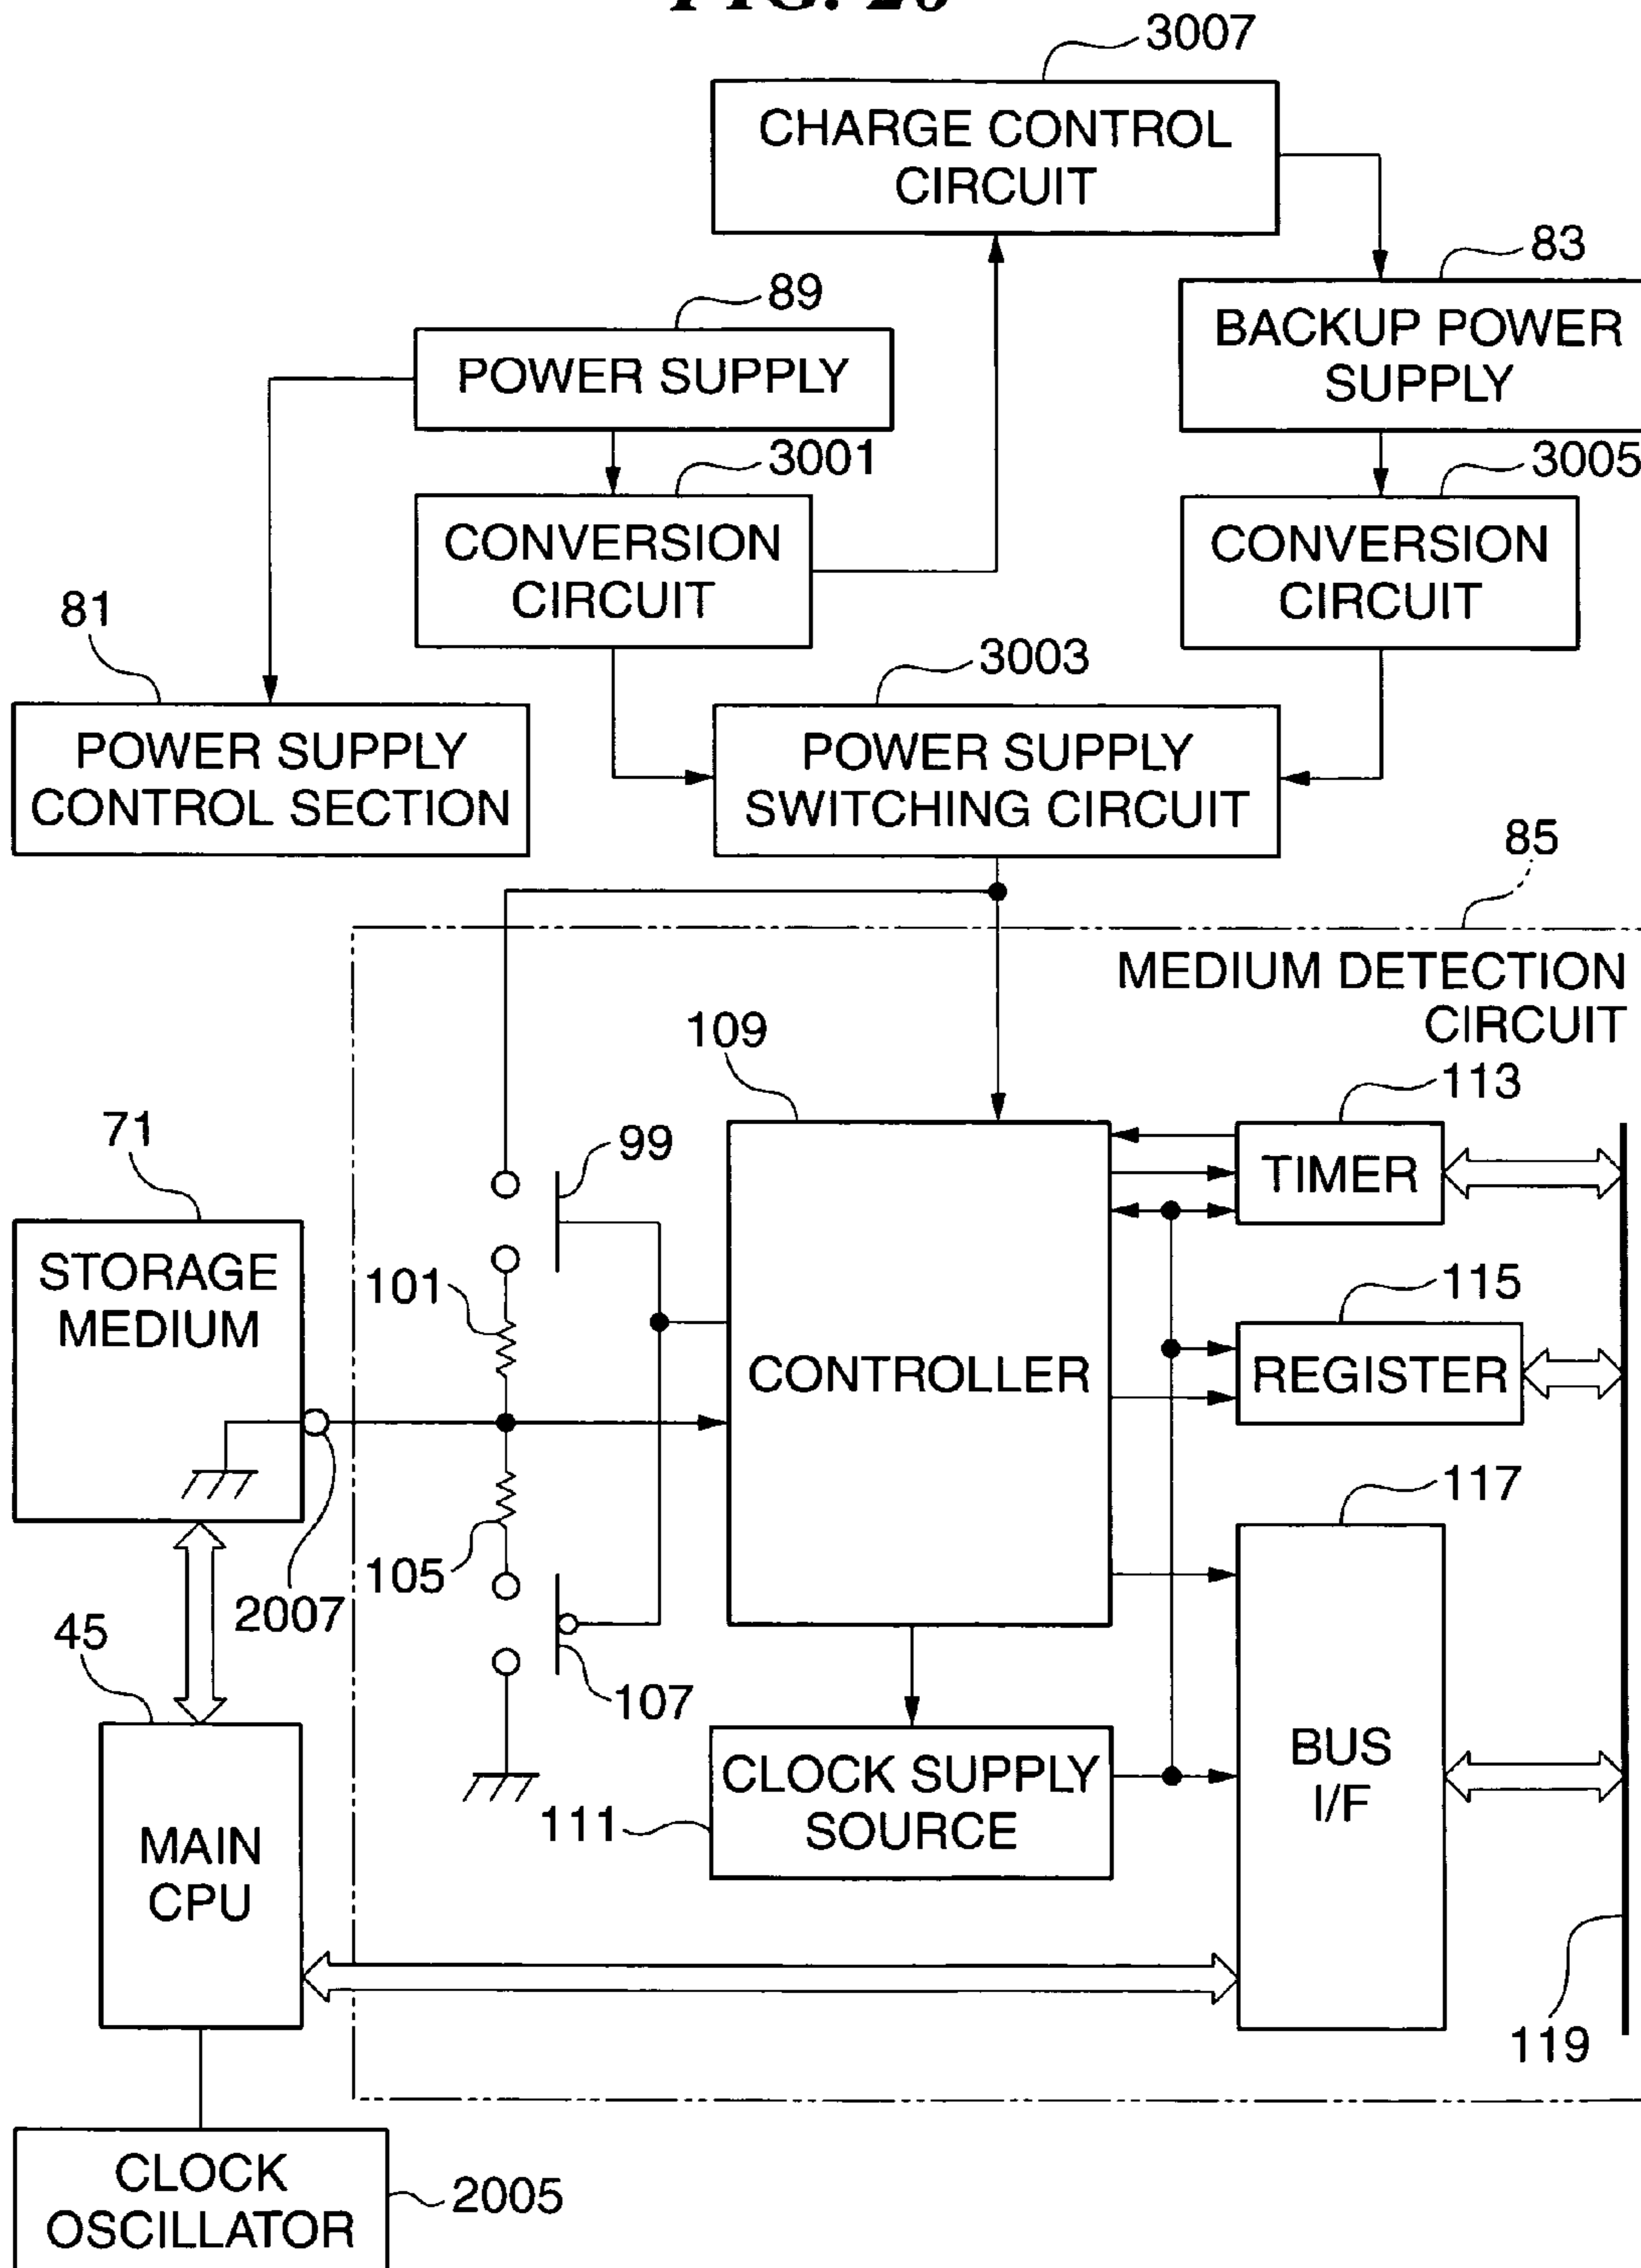 3007
CHARGE CONTROL
CIRCUIT
83
BACKUP POWER
SUPPLY
89
POWER SUPPLY
3001
3005
CONVERSION
CIRCUIT
CONVERSION
CIRCUIT
81
3003
POWER SUPPLY
CONTROL SECTION
POWER SUPPLY
SWITCHING CIRCUIT
85
MEDIUM DETECTION
CIRCUIT
109
113
TIMER
71
99
STORAGE
MEDIUM
101
115
REGISTER
CONTROLLER
117
105
2007
45
107
CLOCK SUPPLY
SOURCE
111
BUS
I/F
MAIN
CPU
119
CLOCK
OSCILLATOR
2005